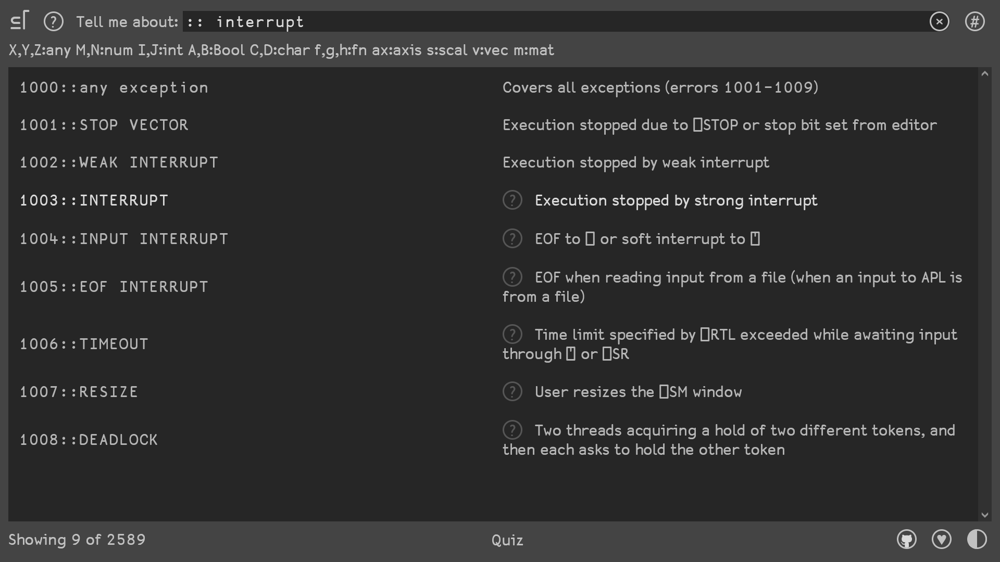 Tell me about: :: interrupt
X,Y,Z:any M,N:num I,J:int A,B:Bool C,D:char f,g,h:fn ax:axis s:scal v:vec m:mat
1000::any exception Covers all exceptions (errors 1001–1009)
1001::STOP VECTOR Execution stopped due to ⎕STOP or stop bit set from editor
1002::WEAK INTERRUPT Execution stopped by weak interrupt
1003::INTERRUPT ? Execution stopped by strong interrupt
1004::INPUT INTERRUPT ? EOF to ⎕ or soft interrupt to ⍞
1005::EOF INTERRUPT ? EOF when reading input from a file (when an input to APL is
from a file)
1006::TIMEOUT ? Time limit specified by ⎕RTL exceeded while awaiting input
through ⍞ or ⎕SR
1007::RESIZE ? User resizes the ⎕SM window
1008::DEADLOCK ? Two threads acquiring a hold of two different tokens, and
then each asks to hold the other token
Showing 9 of 2589 Quiz